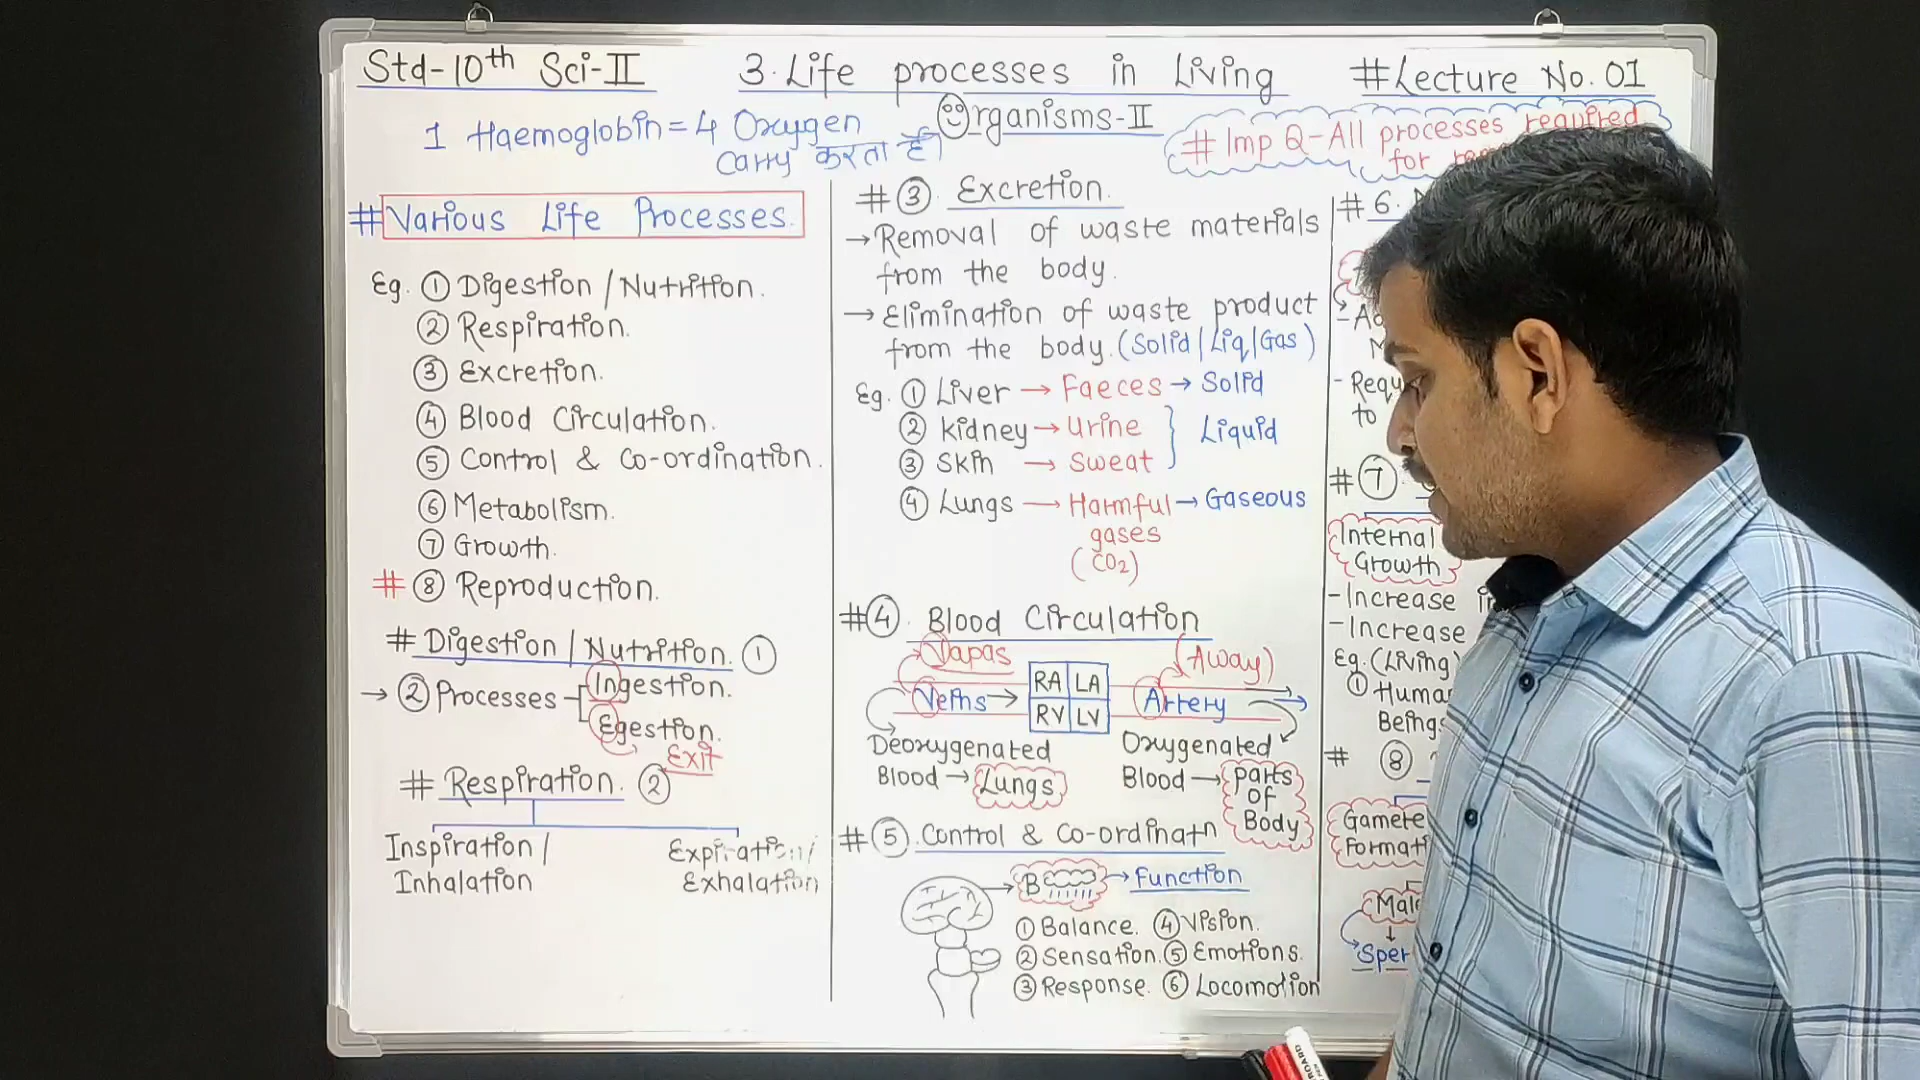 Std-10th Sci-II
3. Life processes in Living
Organisms-II
# Lecture No. 01
1 Haemoglobin = 4 Oxygen
Carry करता है।
# Imp Q-All processes required
for
# Various Life Processes.
Eg. ① Digestion / Nutrition.
② Respiration.
③ Excretion.
④ Blood Circulation.
⑤ Control & Co-ordination.
⑥ Metabolism.
⑦ Growth.
# ⑧ Reproduction.
# Digestion / Nutrition. ①
→ ② Processes
Ingestion.
Egestion.
Exit
# Respiration. ②
Inspiration /
Inhalation
Expiration /
Exhalation
# ③ Excretion.
→ Removal of waste materials
from the body.
→ Elimination of waste product
from the body. (Solid | Liq | Gas)
Eg. ① Liver → Faeces → Solid
② Kidney → Urine
③ Skin → Sweat
} Liquid
④ Lungs → Harmful → Gaseous
gases
(CO2)
# ④. Blood Circulation
Vapas
(Away)
Veins →
RA LA
RV LV
Artery
Deoxygenated
Blood → Lungs
Oxygenated
Blood → parts
of
Body
# ⑤. Control & Co-ordinatn
→ Function
① Balance. ④ Vision.
② Sensation. ⑤ Emotions.
③ Response. ⑥ Locomotion
# 6.
to
# ⑦.
Internal
Growth
- Increase
- Increase
Eg. (Living)
①
Beings
# ⑧
Gamete